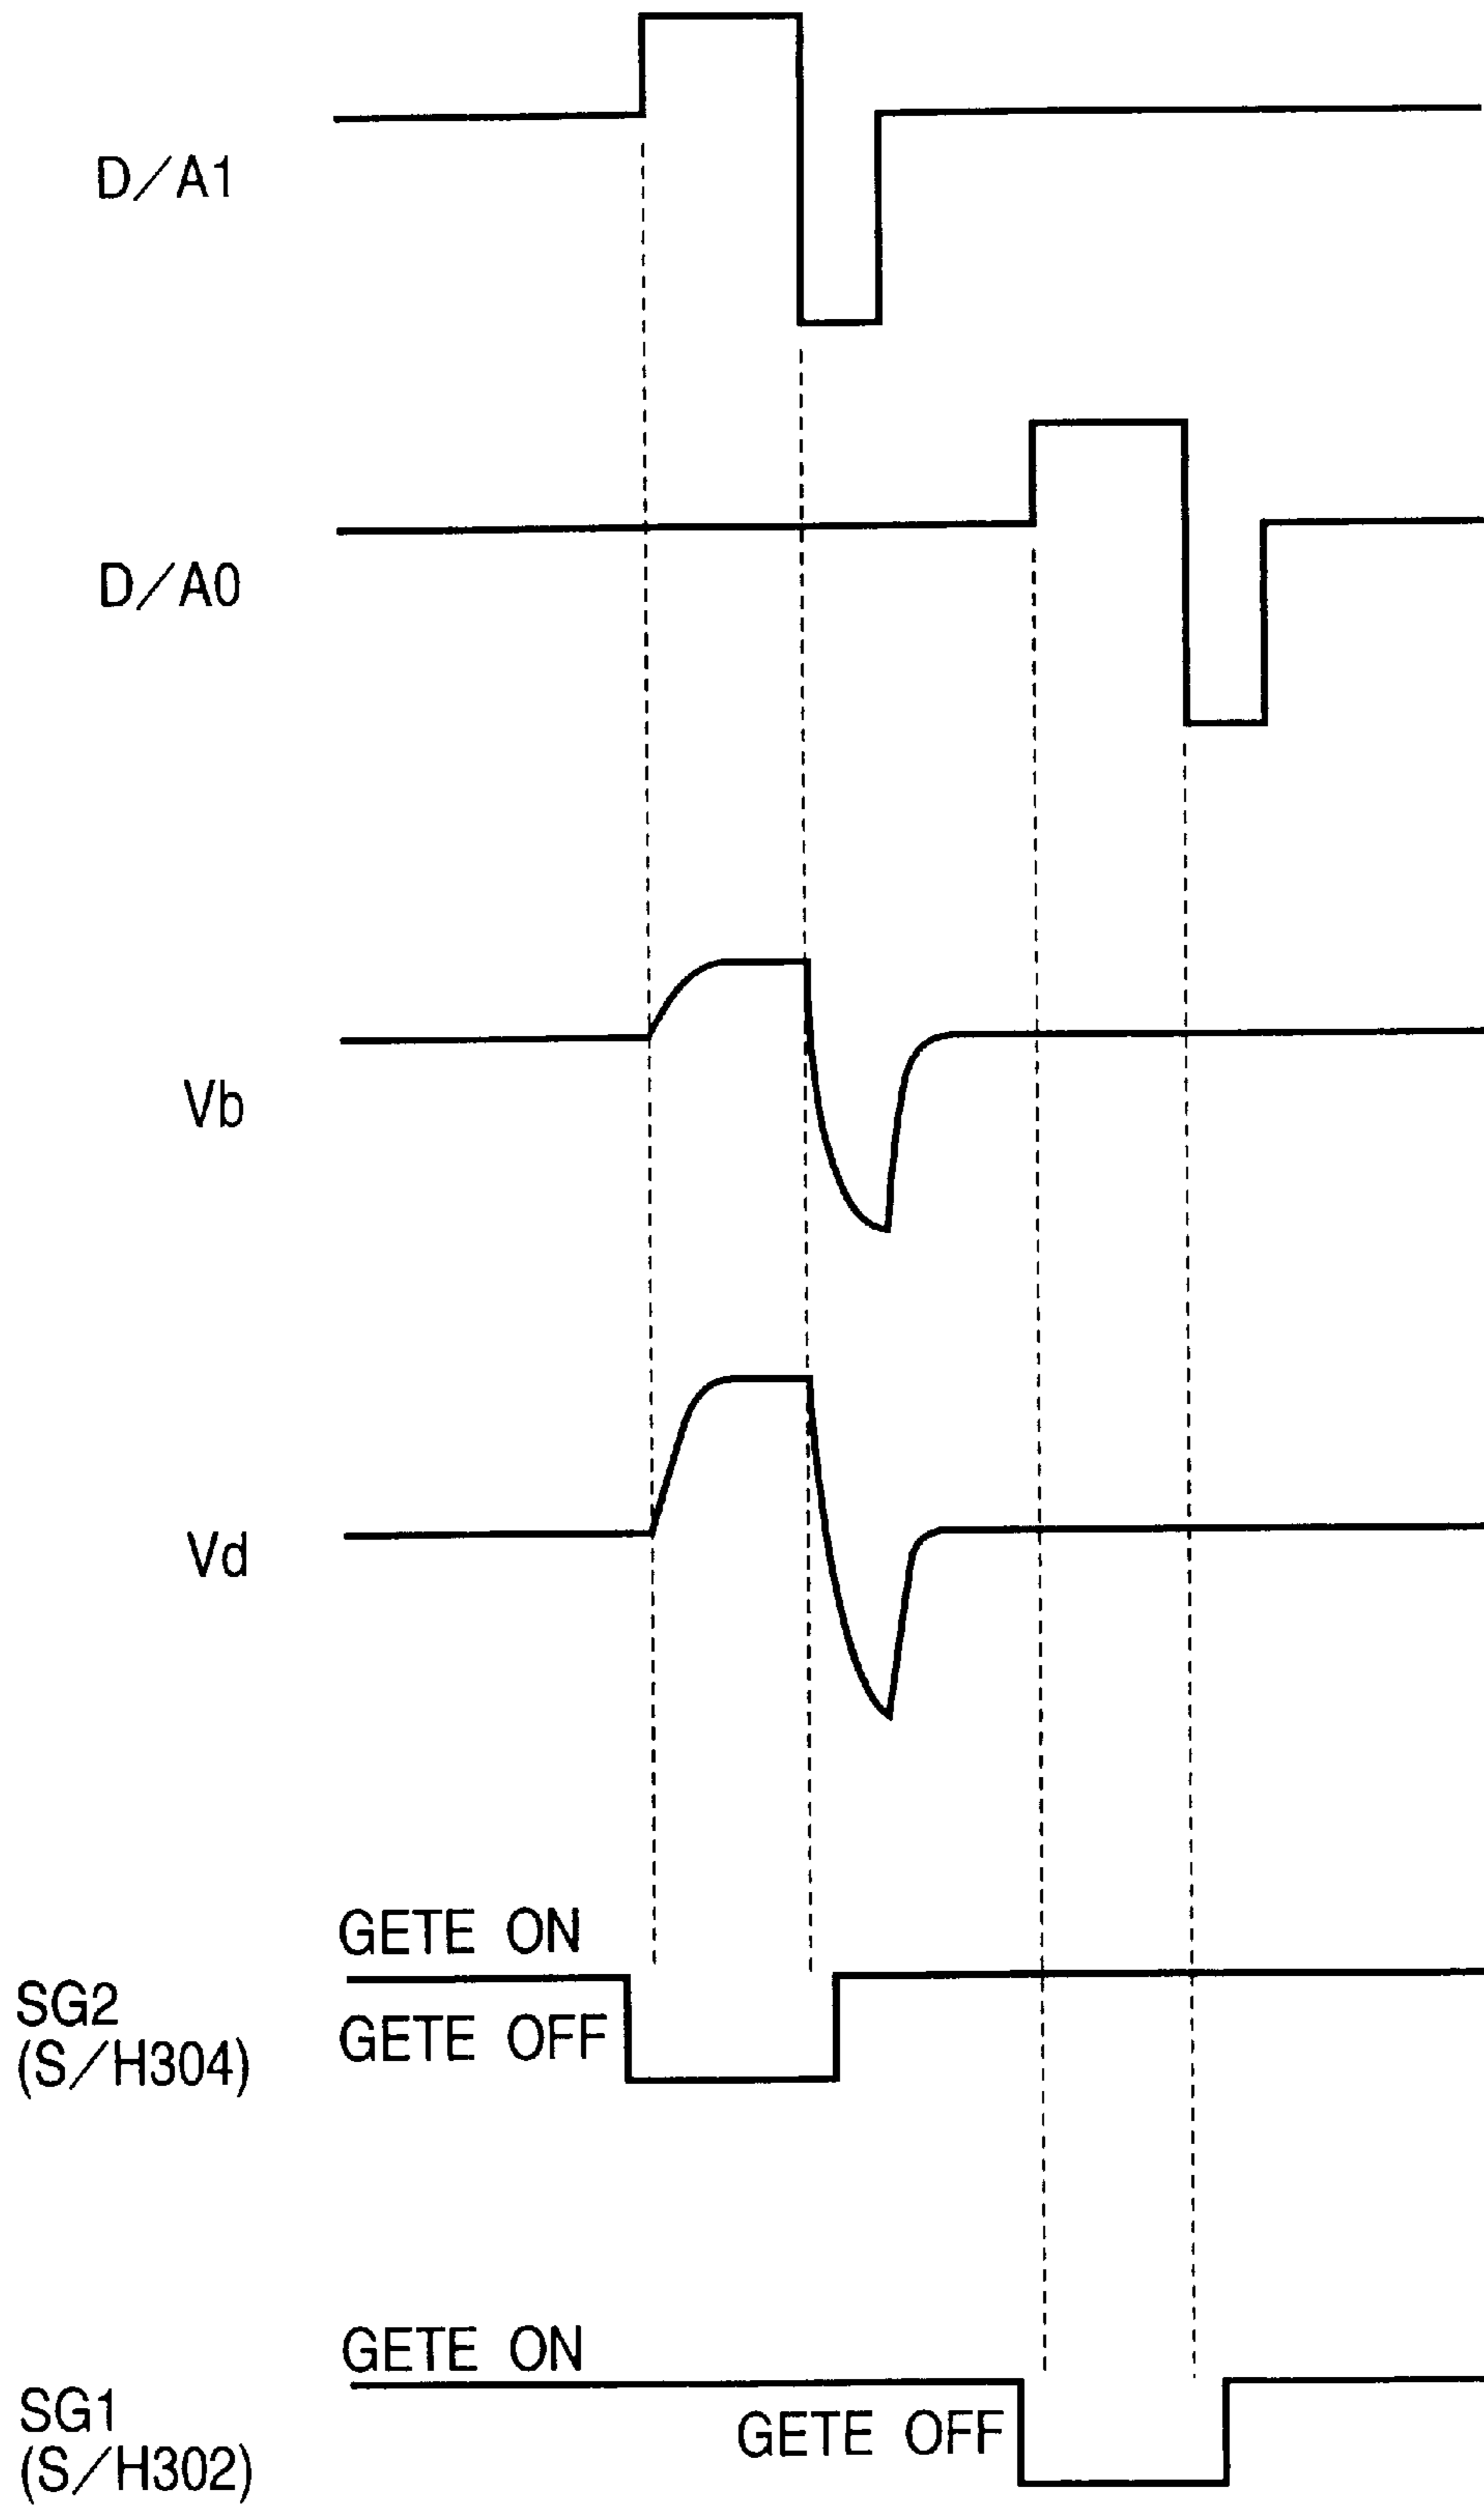 D/A1
D/A0
Vb
Vd
GETE ON
SG2
GETE OFF
(S/H304)
GETE ON
SG1
GETE OFF
(S/H302)